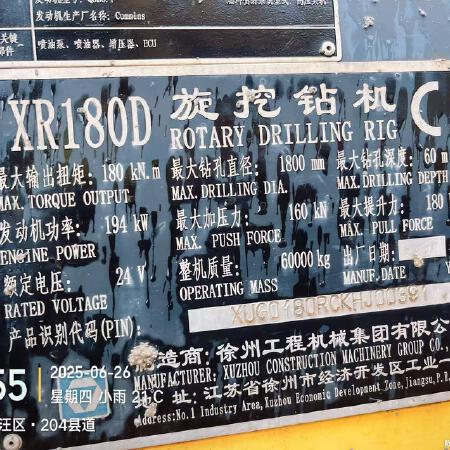 发动机生产厂名称: Cummins
喷油泵、喷油器、增压器、ECU
XR180D 旋挖钻机 C
ROTARY DRILLING RIG
最大输出扭矩: 180 kN.m 最大钻孔直径: 1800 mm 最大钻孔深度: 60 m
MAX. TORQUE OUTPUT MAX. DRILLING DIA. MAX. DRILLING DEPTH
发动机功率: 194 kW 最大加压力: 160 kN 最大提升力: 180
ENGINE POWER MAX. PUSH FORCE MAX. PULL FORCE
额定电压: 24 V 整机质量: 60000kg 出厂日期:
RATED VOLTAGE OPERATING MASS MANUF. DATE
产品识别代码(PIN): XUG0180RCKHJ00397
制造商: 徐州工程机械集团有限公
MANUFACTURER: XUZHOU CONSTRUCTION MACHINERY GROUP CO.,
址: 江苏省徐州市经济开发区工业一
Address:No.1 Industry Area, Xuzhou Economic Development Zone, Jiangsu, P.R.
55 2025-06-26
星期四 小雨 21°C
汪区·204县道